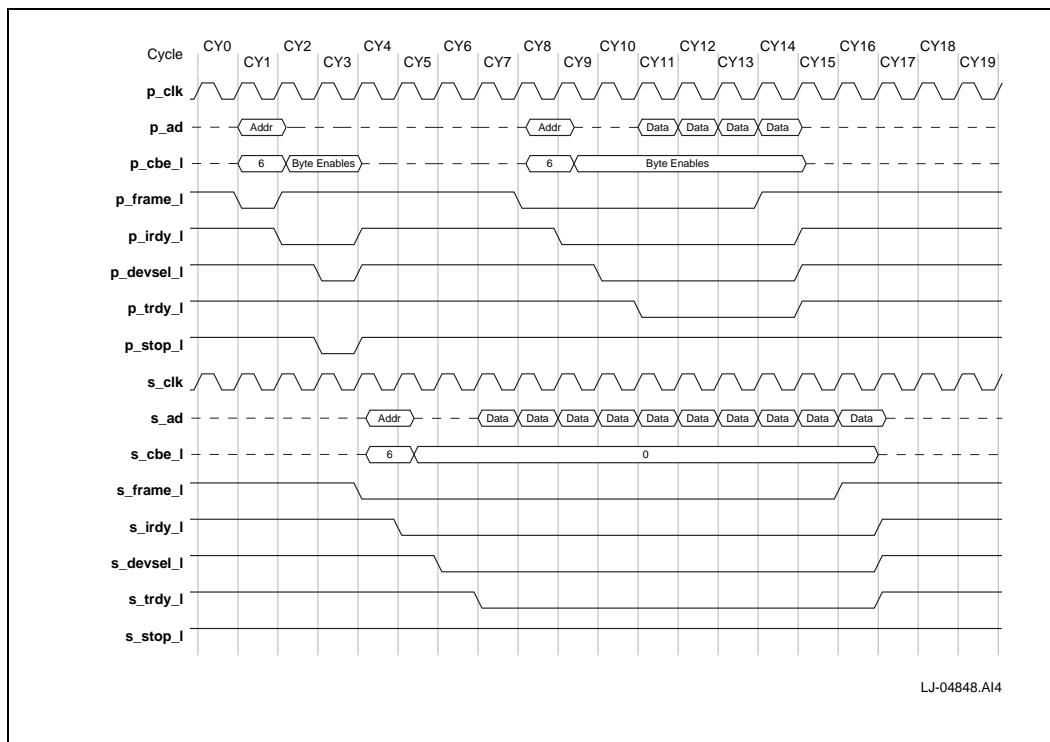 CY0 CY2 CY4 CY6 CY8 CY10 CY12 CY14 CY16 CY18
Cycle
CY1 CY3 CY5 CY7 CY9 CY11 CY13 CY15 CY17 CY19
p_clk
p_ad Addr Addr Data Data Data Data
p_cbe_l 6 Byte Enables 6 Byte Enables
p_frame_l
p_irdy_l
p_devsel_l
p_trdy_l
p_stop_l
s_clk
s_ad Addr Data Data Data Data Data Data Data Data Data Data
s_cbe_l 6 0
s_frame_l
s_irdy_l
s_devsel_l
s_trdy_l
s_stop_l
LJ-04848.AI4